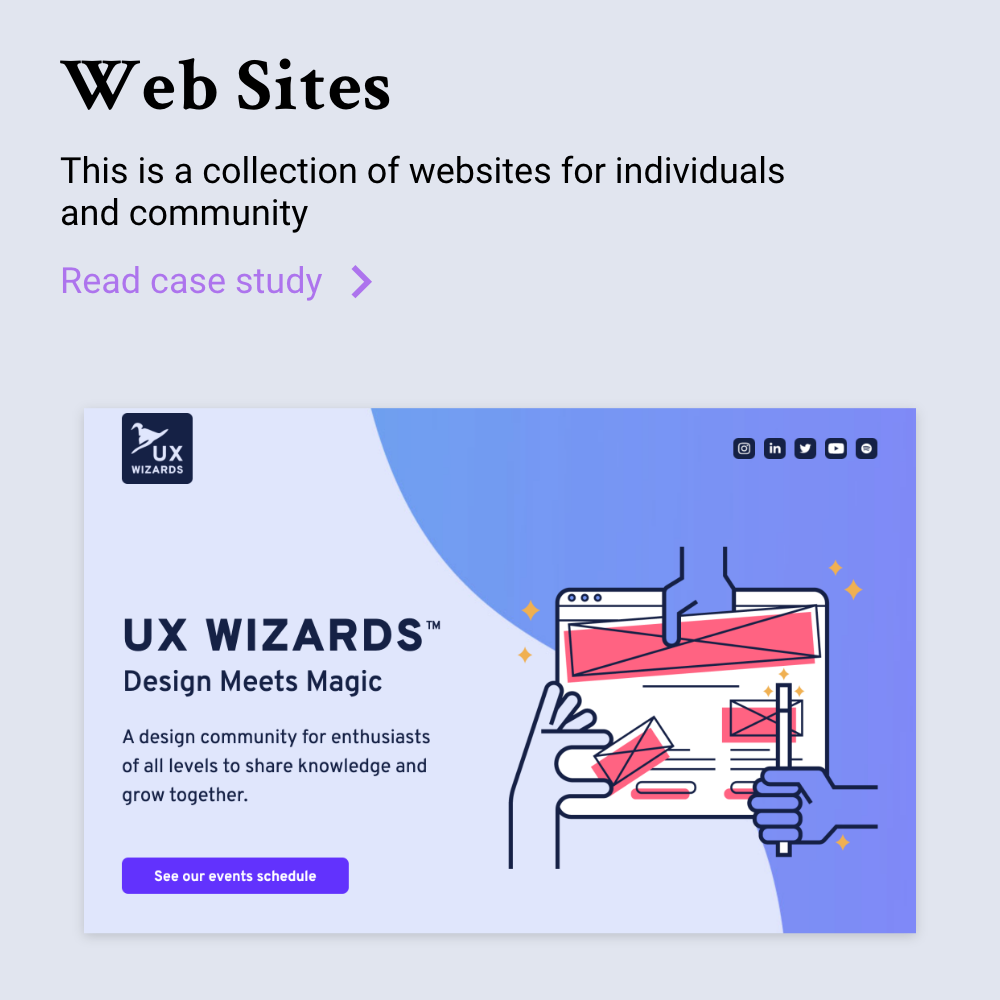 Web Sites
This is a collection of websites for individuals
and community
Read case study
UX
WIZARDS
in
UX WIZARDS™
Design Meets Magic
A design community for enthusiasts
of all levels to share knowledge and
grow together.
See our events schedule